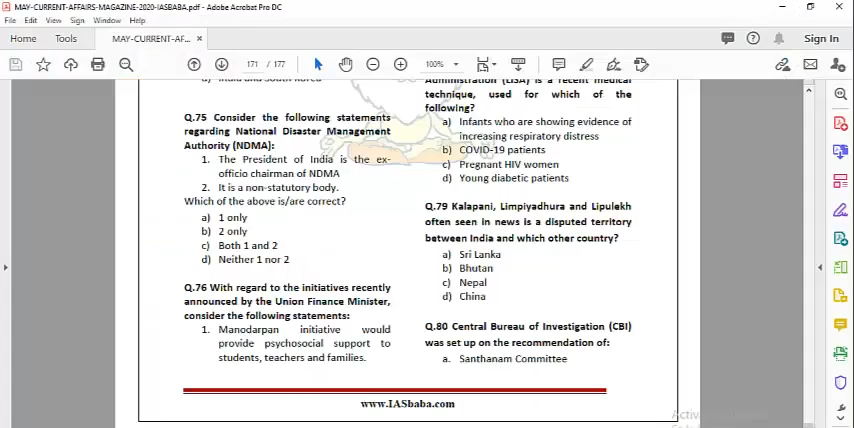 MAY-CURRENT-AFFAIRS-MAGAZINE-2020-IASBABA.pdf - Adobe Acrobat Pro DC
File Edit View Sign Window Help
Home Tools MAY-CURRENT-AF... × Sign In
171 / 177 100%
Q.75 Consider the following statements
regarding National Disaster Management
Authority (NDMA):
1. The President of India is the ex-
officio chairman of NDMA
2. It is a non-statutory body.
Which of the above is/are correct?
a) 1 only
b) 2 only
c) Both 1 and 2
d) Neither 1 nor 2
Q.76 With regard to the initiatives recently
announced by the Union Finance Minister,
consider the following statements:
1. Manodarpan initiative would
provide psychosocial support to
students, teachers and families.
Administration (LISA) is a recent medical
technique, used for which of the
following?
a) Infants who are showing evidence of
increasing respiratory distress
b) COVID-19 patients
c) Pregnant HIV women
d) Young diabetic patients
Q.79 Kalapani, Limpiyadhura and Lipulekh
often seen in news is a disputed territory
between India and which other country?
a) Sri Lanka
b) Bhutan
c) Nepal
d) China
Q.80 Central Bureau of Investigation (CBI)
was set up on the recommendation of:
a. Santhanam Committee
www.IASbaba.com